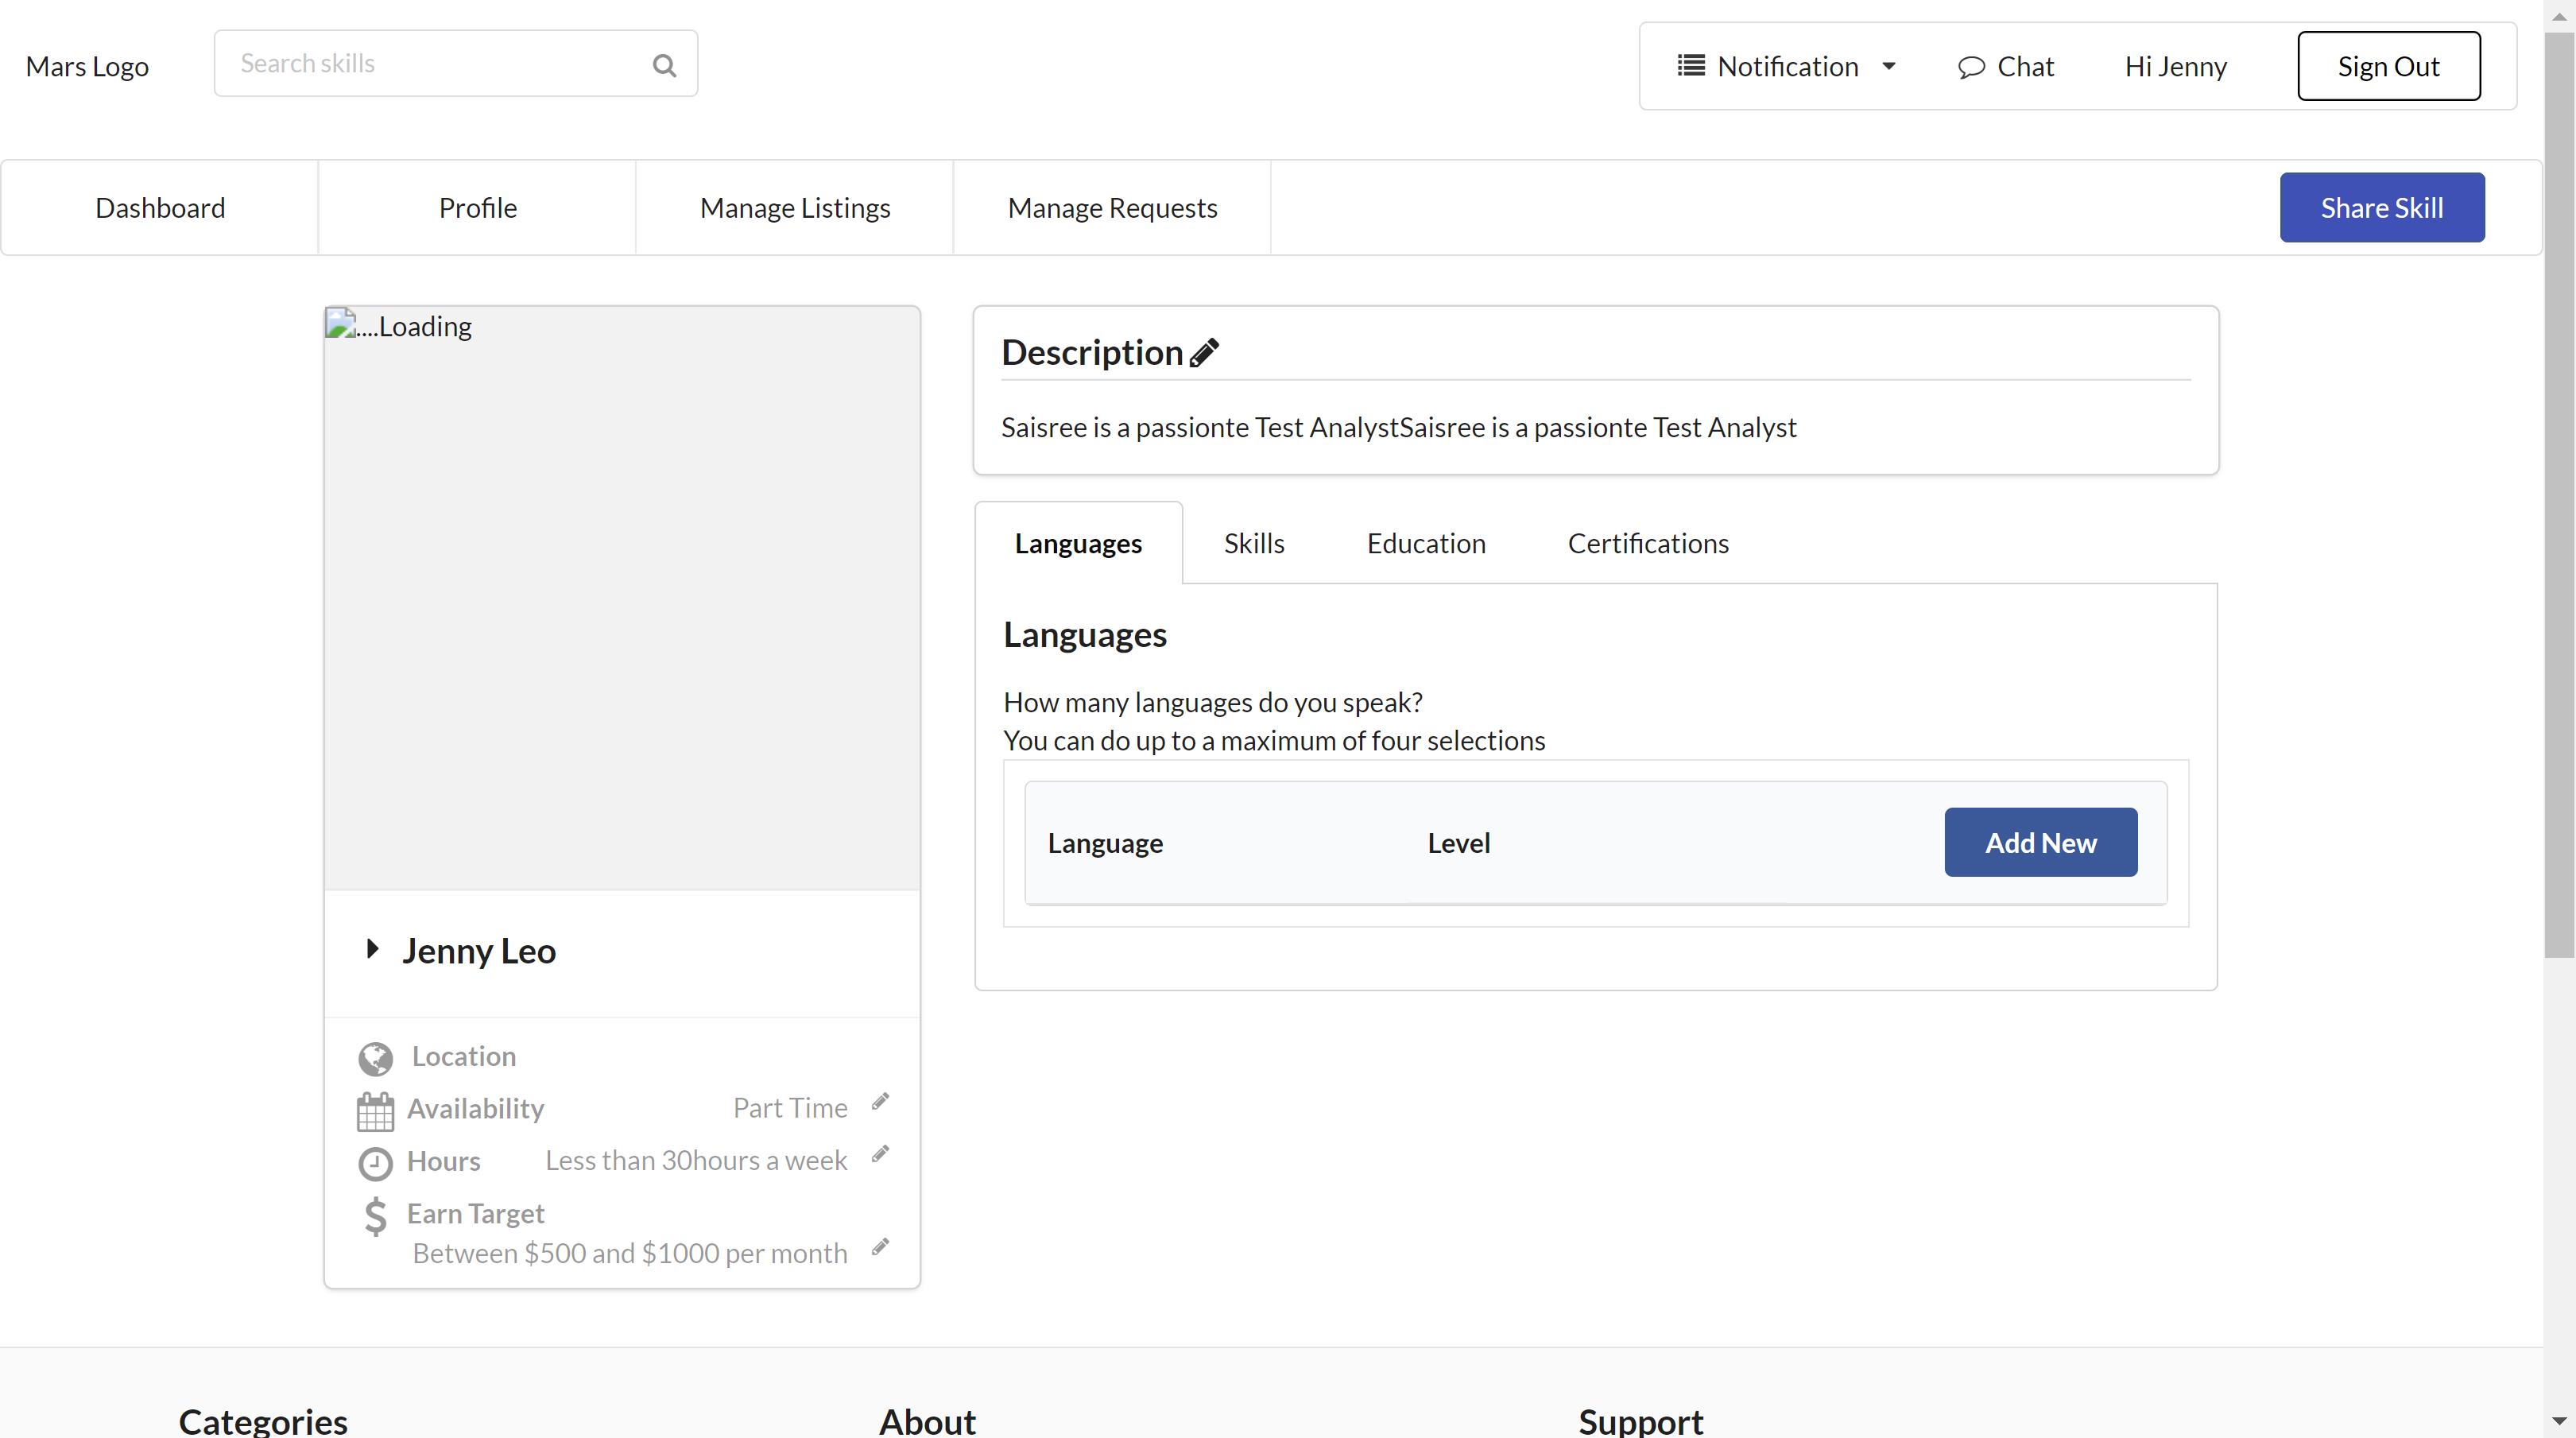 Mars Logo
Search skills
Notification
Chat
Hi Jenny
Sign Out
Dashboard
Profile
Manage Listings
Manage Requests
Share Skill
....Loading
Jenny Leo
Location
Availability Part Time
Hours Less than 30hours a week
Earn Target
Between $500 and $1000 per month
Description
Saisree is a passionte Test AnalystSaisree is a passionte Test Analyst
Languages
Skills
Education
Certifications
Languages
How many languages do you speak?
You can do up to a maximum of four selections
Language Level Add New
Categories
About
Support